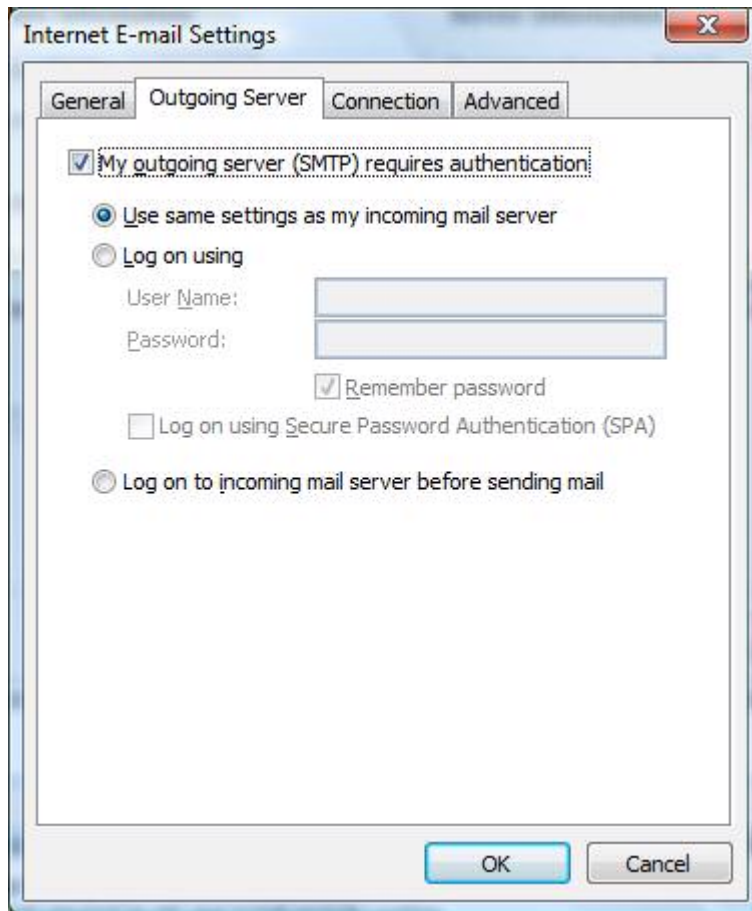 Internet E-mail Settings
General Outgoing Server Connection Advanced
My outgoing server (SMTP) requires authentication
Use same settings as my incoming mail server
Log on using
User Name:
Password:
Remember password
Log on using Secure Password Authentication (SPA)
Log on to incoming mail server before sending mail
OK Cancel